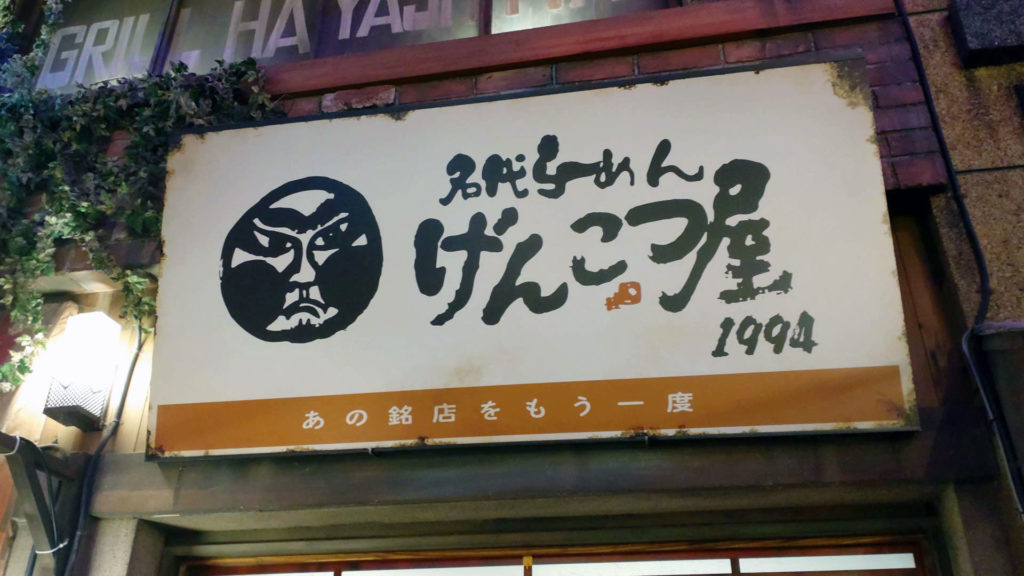 GRILL HAYASHI
名代らーめん
げんこつ屋
1994
あの銘店をもう一度